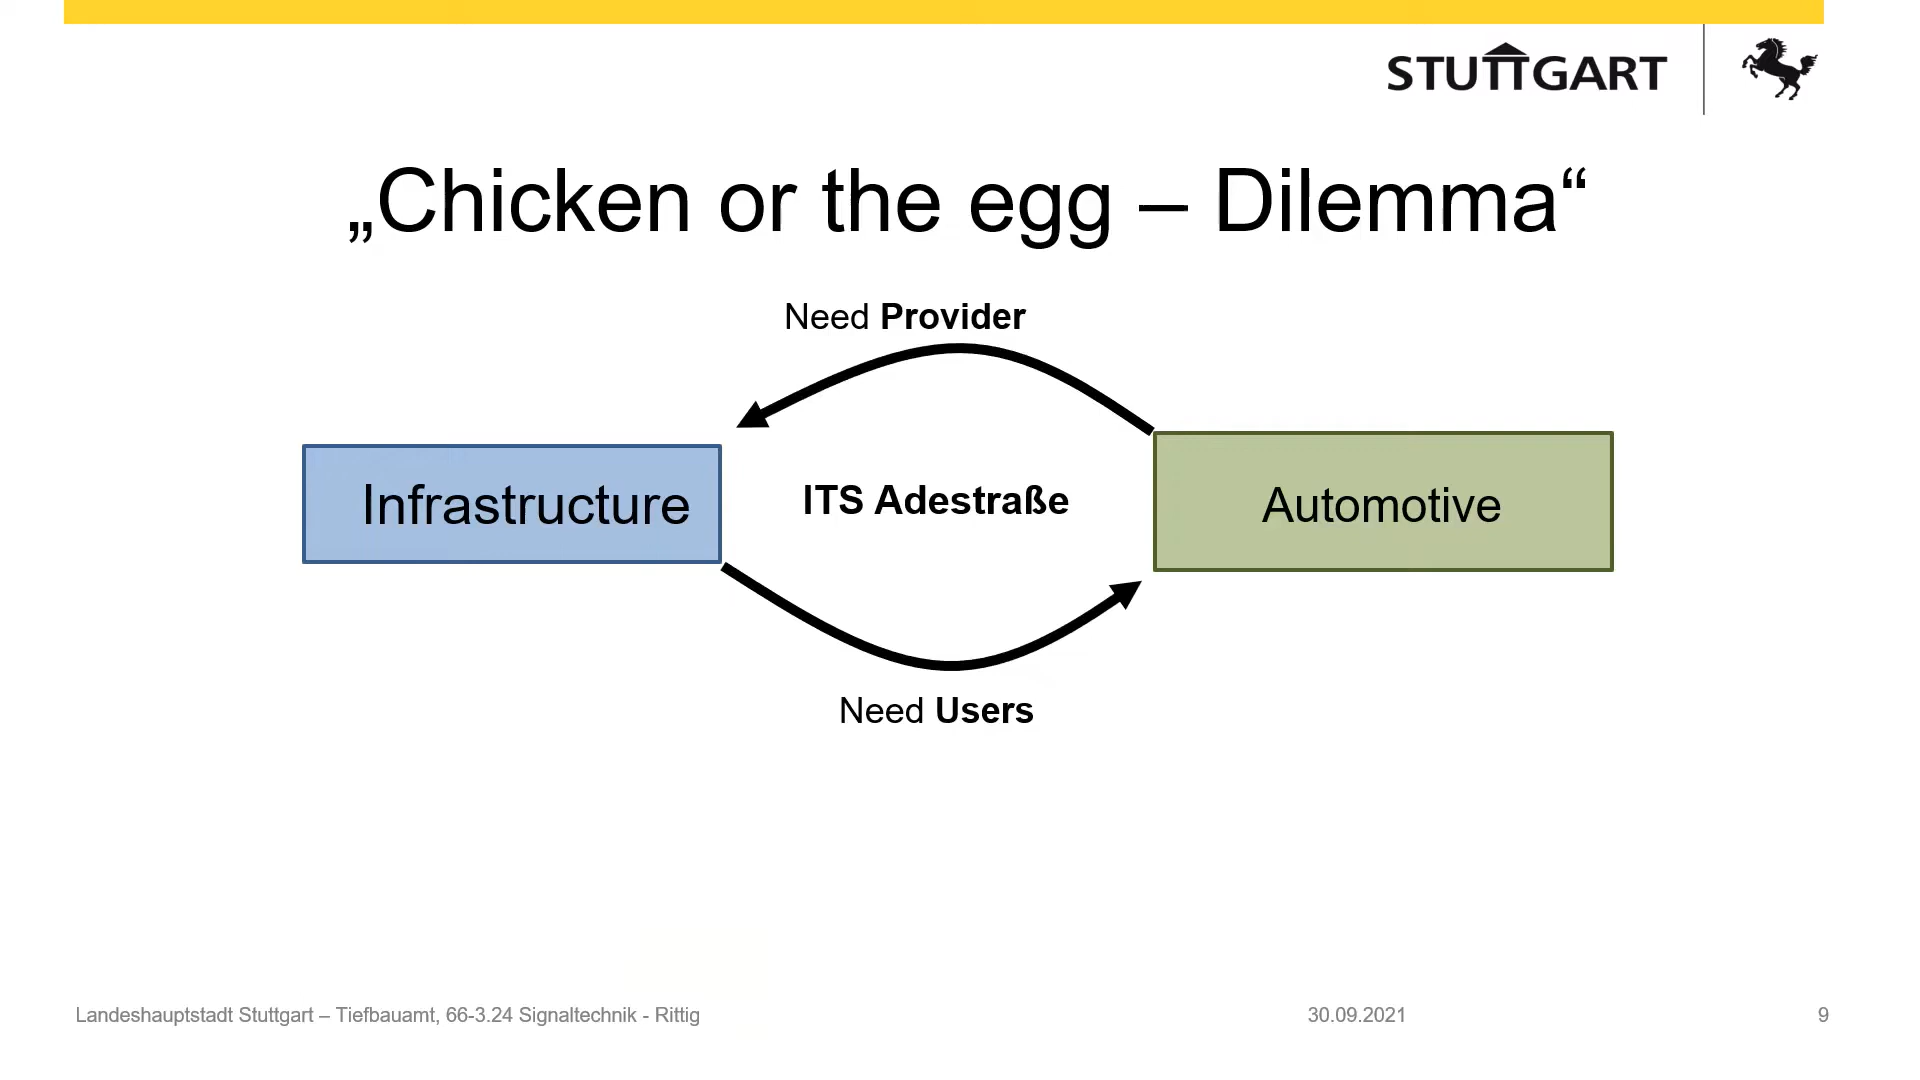 STUTTGART
„Chicken or the egg – Dilemma“
Need Provider
Infrastructure
ITS Adestraße
Automotive
Need Users
Landeshauptstadt Stuttgart – Tiefbauamt, 66-3.24 Signaltechnik - Rittig
30.09.2021
9